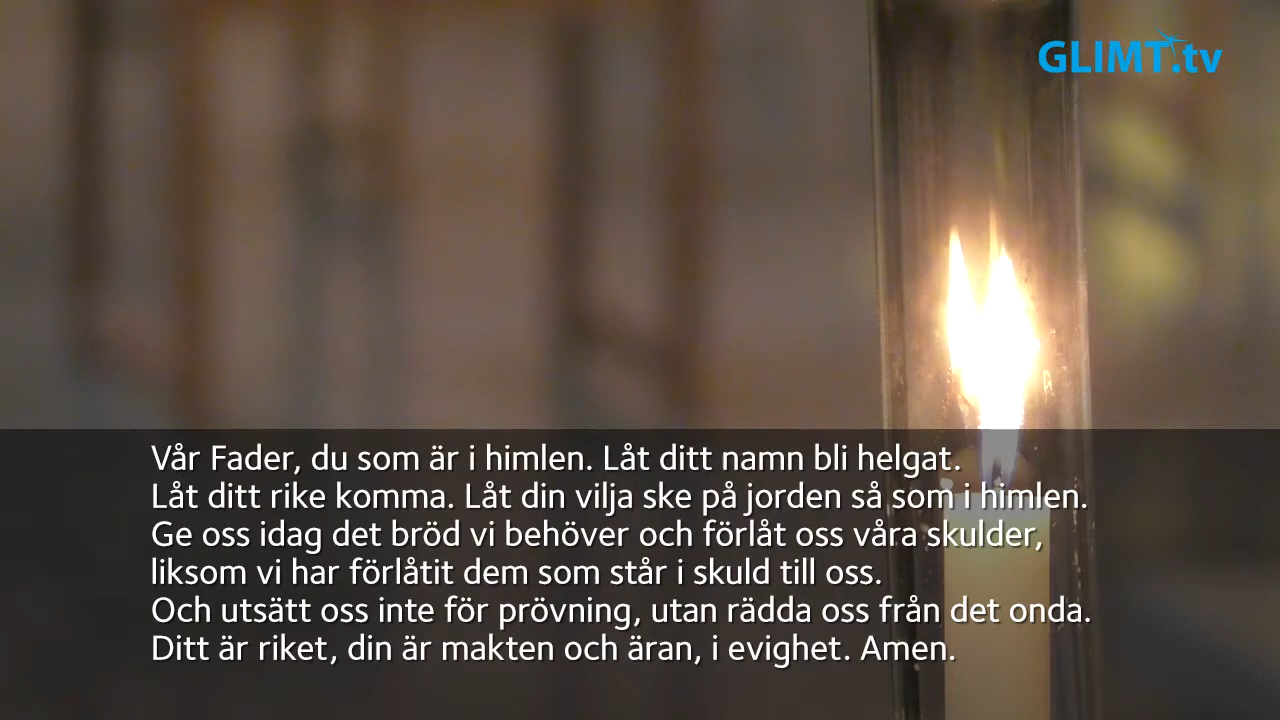 GLIMT.tv
Vår Fader, du som är i himlen. Låt ditt namn bli helgat.
Låt ditt rike komma. Låt din vilja ske på jorden så som i himlen.
Ge oss idag det bröd vi behöver och förlåt oss våra skulder,
liksom vi har förlåtit dem som står i skuld till oss.
Och utsätt oss inte för prövning, utan rädda oss från det onda.
Ditt är riket, din är makten och äran, i evighet. Amen.